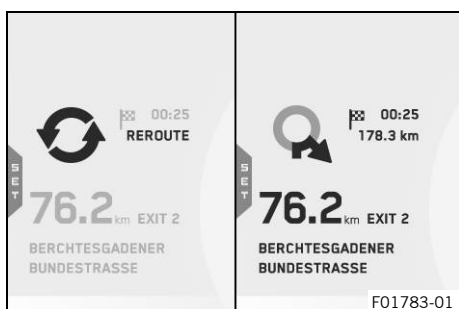 00:25
REROUTE
SET
76.2 km EXIT 2
BERCHTESGADENER
BUNDESTRASSE
00:25
178.3 km
SET
76.2 km EXIT 2
BERCHTESGADENER
BUNDESTRASSE
F01783-01